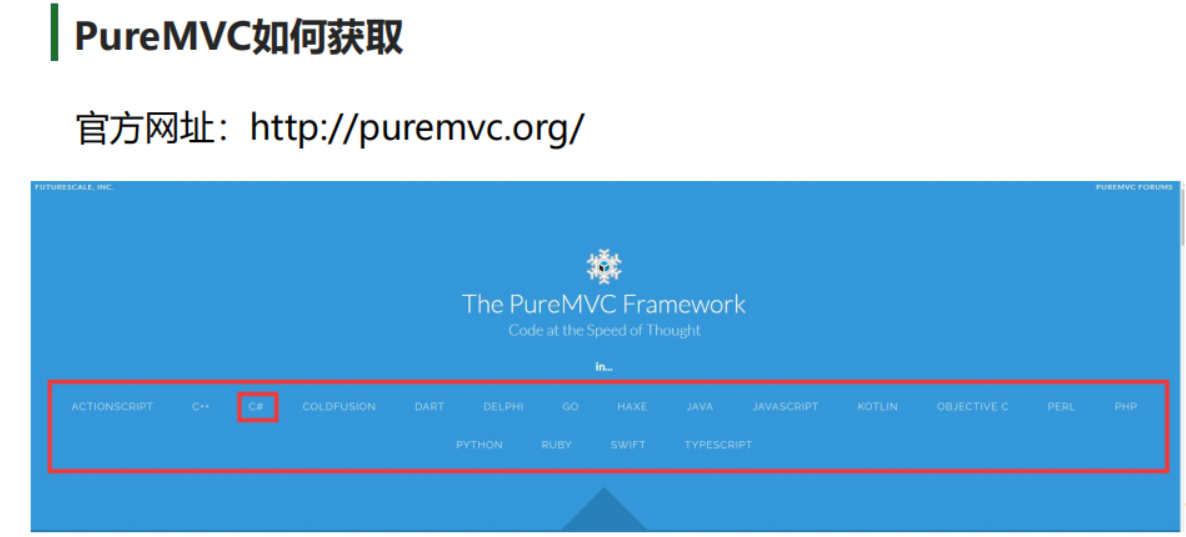 PureMVC如何获取
官方网址：http://puremvc.org/
FUTURESCALE, INC. PUREMVC FORUMS
The PureMVC Framework
Code at the Speed of Thought
in...
ACTIONSCRIPT C++ C# COLDFUSION DART DELPHI GO HAXE JAVA JAVASCRIPT KOTLIN OBJECTIVE C PERL PHP
PYTHON RUBY SWIFT TYPESCRIPT